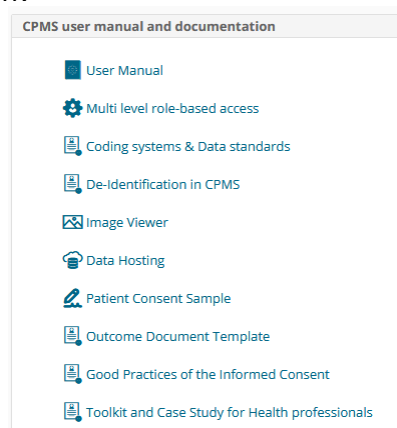 CPMS user manual and documentation
User Manual
Multi level role-based access
Coding systems & Data standards
De-Identification in CPMS
Image Viewer
Data Hosting
Patient Consent Sample
Outcome Document Template
Good Practices of the Informed Consent
Toolkit and Case Study for Health professionals